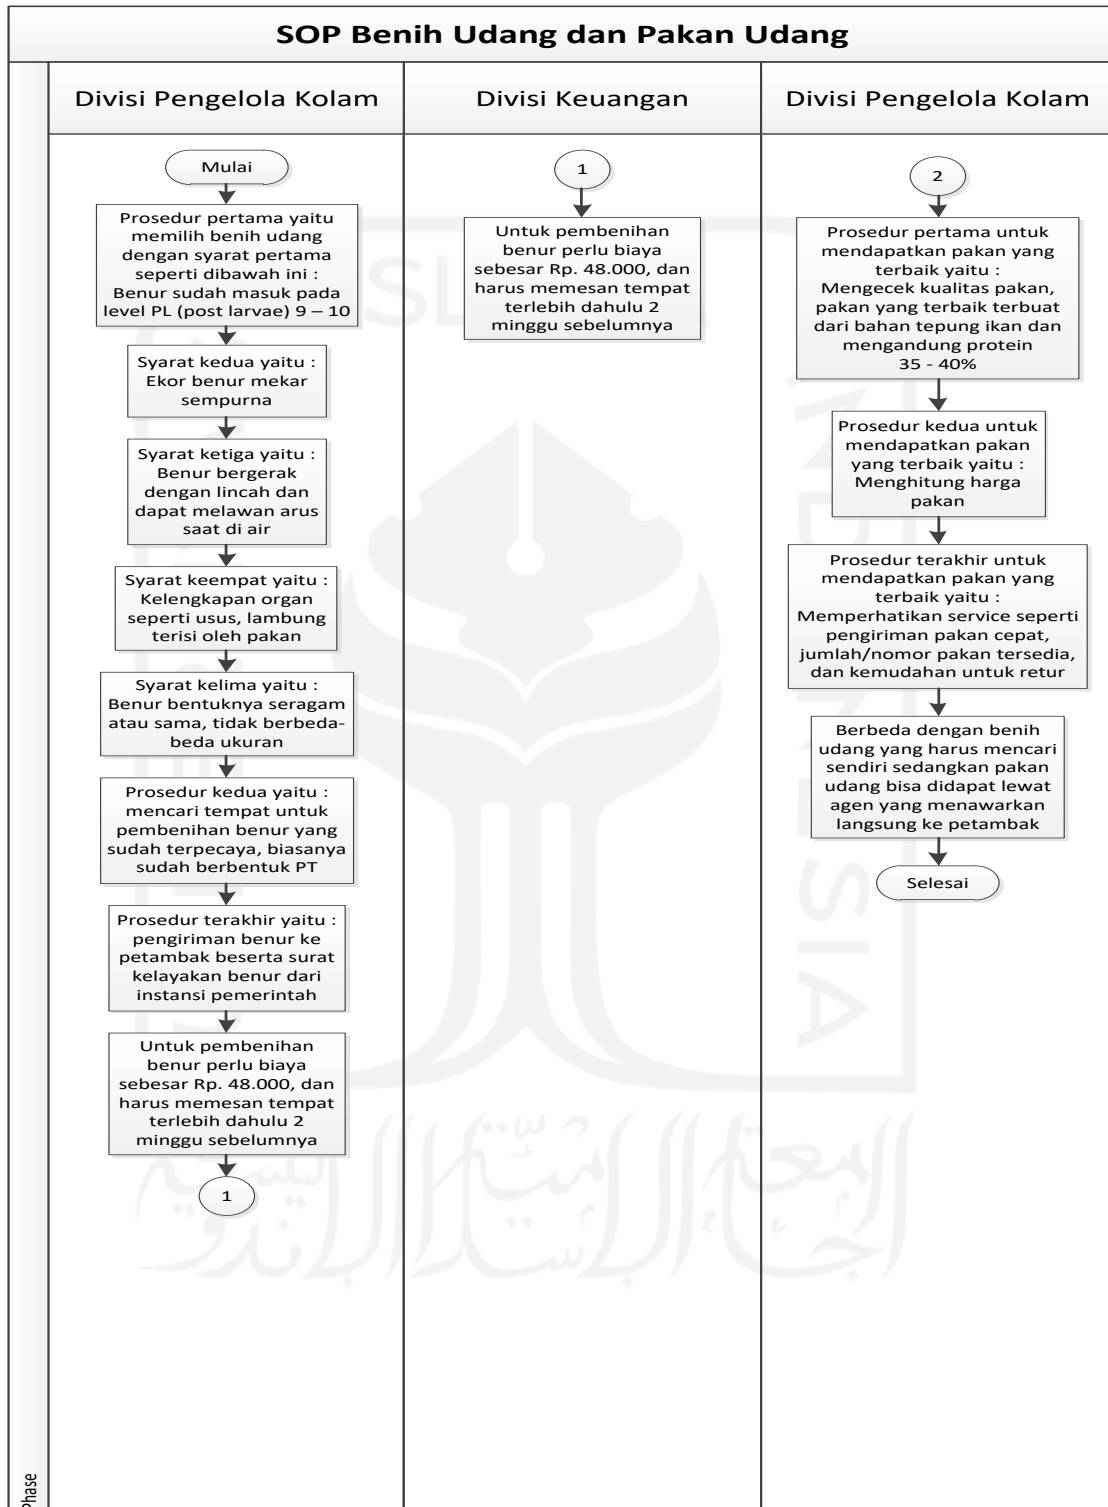 SOP Benih Udang dan Pakan Udang
Divisi Pengelola Kolam
Divisi Keuangan
Divisi Pengelola Kolam
Mulai
Prosedur pertama yaitu
memilih benih udang
dengan syarat pertama
seperti dibawah ini :
Benur sudah masuk pada
level PL (post larvae) 9 – 10
Syarat kedua yaitu :
Ekor benur mekar
sempurna
Syarat ketiga yaitu :
Benur bergerak
dengan lincah dan
dapat melawan arus
saat di air
Syarat keempat yaitu :
Kelengkapan organ
seperti usus, lambung
terisi oleh pakan
Syarat kelima yaitu :
Benur bentuknya seragam
atau sama, tidak berbeda-
beda ukuran
Prosedur kedua yaitu :
mencari tempat untuk
pembenihan benur yang
sudah terpecaya, biasanya
sudah berbentuk PT
Prosedur terakhir yaitu :
pengiriman benur ke
petambak beserta surat
kelayakan benur dari
instansi pemerintah
Untuk pembenihan
benur perlu biaya
sebesar Rp. 48.000, dan
harus memesan tempat
terlebih dahulu 2
minggu sebelumnya
1
1
Untuk pembenihan
benur perlu biaya
sebesar Rp. 48.000, dan
harus memesan tempat
terlebih dahulu 2
minggu sebelumnya
2
Prosedur pertama untuk
mendapatkan pakan yang
terbaik yaitu :
Mengecek kualitas pakan,
pakan yang terbaik terbuat
dari bahan tepung ikan dan
mengandung protein
35 - 40%
Prosedur kedua untuk
mendapatkan pakan
yang terbaik yaitu :
Menghitung harga
pakan
Prosedur terakhir untuk
mendapatkan pakan yang
terbaik yaitu :
Memperhatikan service seperti
pengiriman pakan cepat,
jumlah/nomor pakan tersedia,
dan kemudahan untuk retur
Berbeda dengan benih
udang yang harus mencari
sendiri sedangkan pakan
udang bisa didapat lewat
agen yang menawarkan
langsung ke petambak
Selesai
Phase